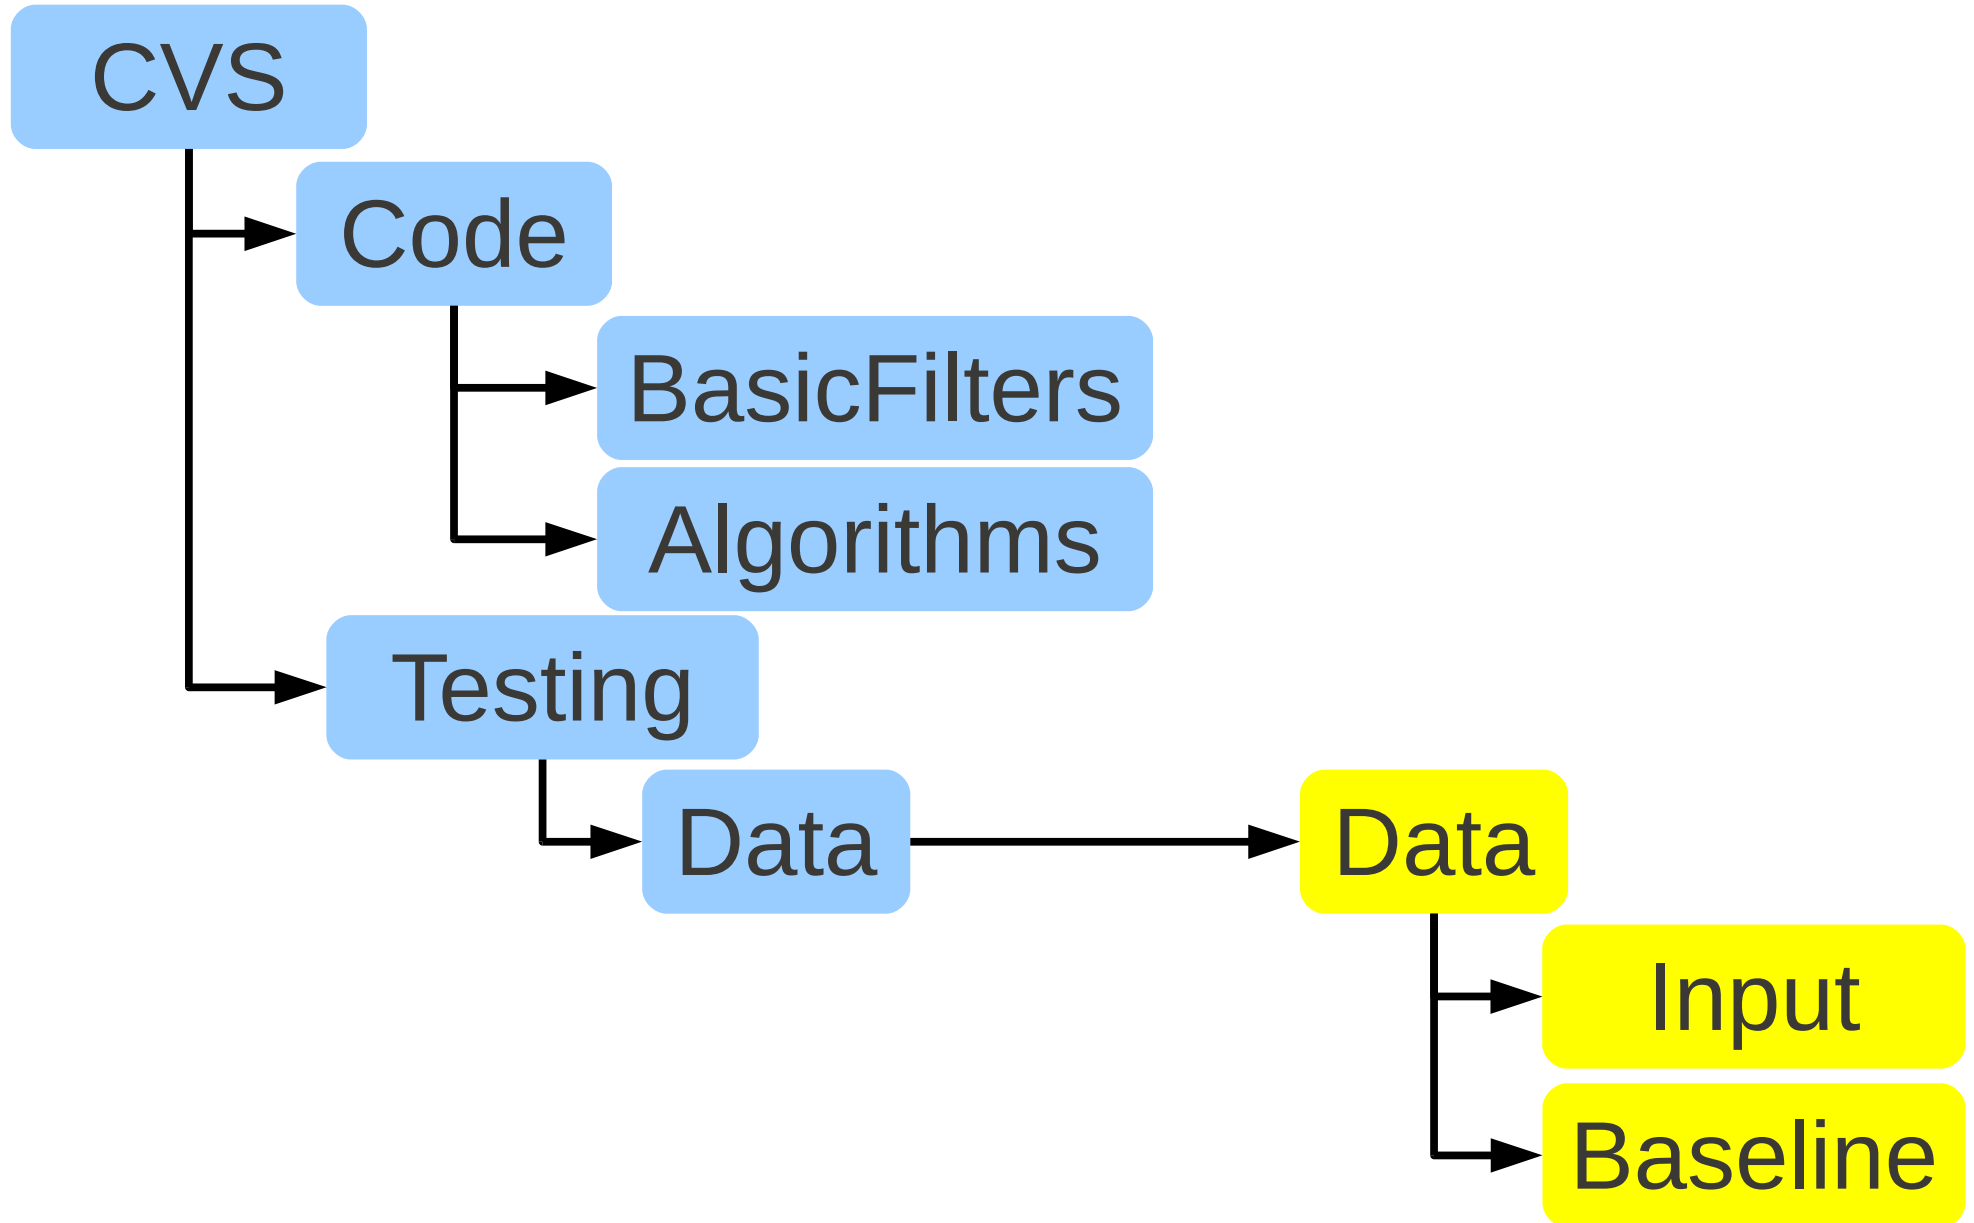 CVS
Code
BasicFilters
Algorithms
Testing
Data
Data
Input
Baseline